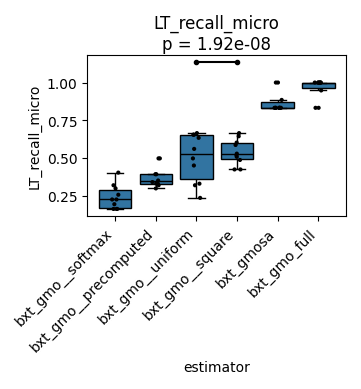 LT_recall_micro
p = 1.92e-08
LT_recall_micro
1.00
0.75
0.50
0.25
bxt_gmo__softmax
bxt_gmo__precomputed
bxt_gmo__uniform
bxt_gmo__square
bxt_gmosa
bxt_gmo_full
estimator